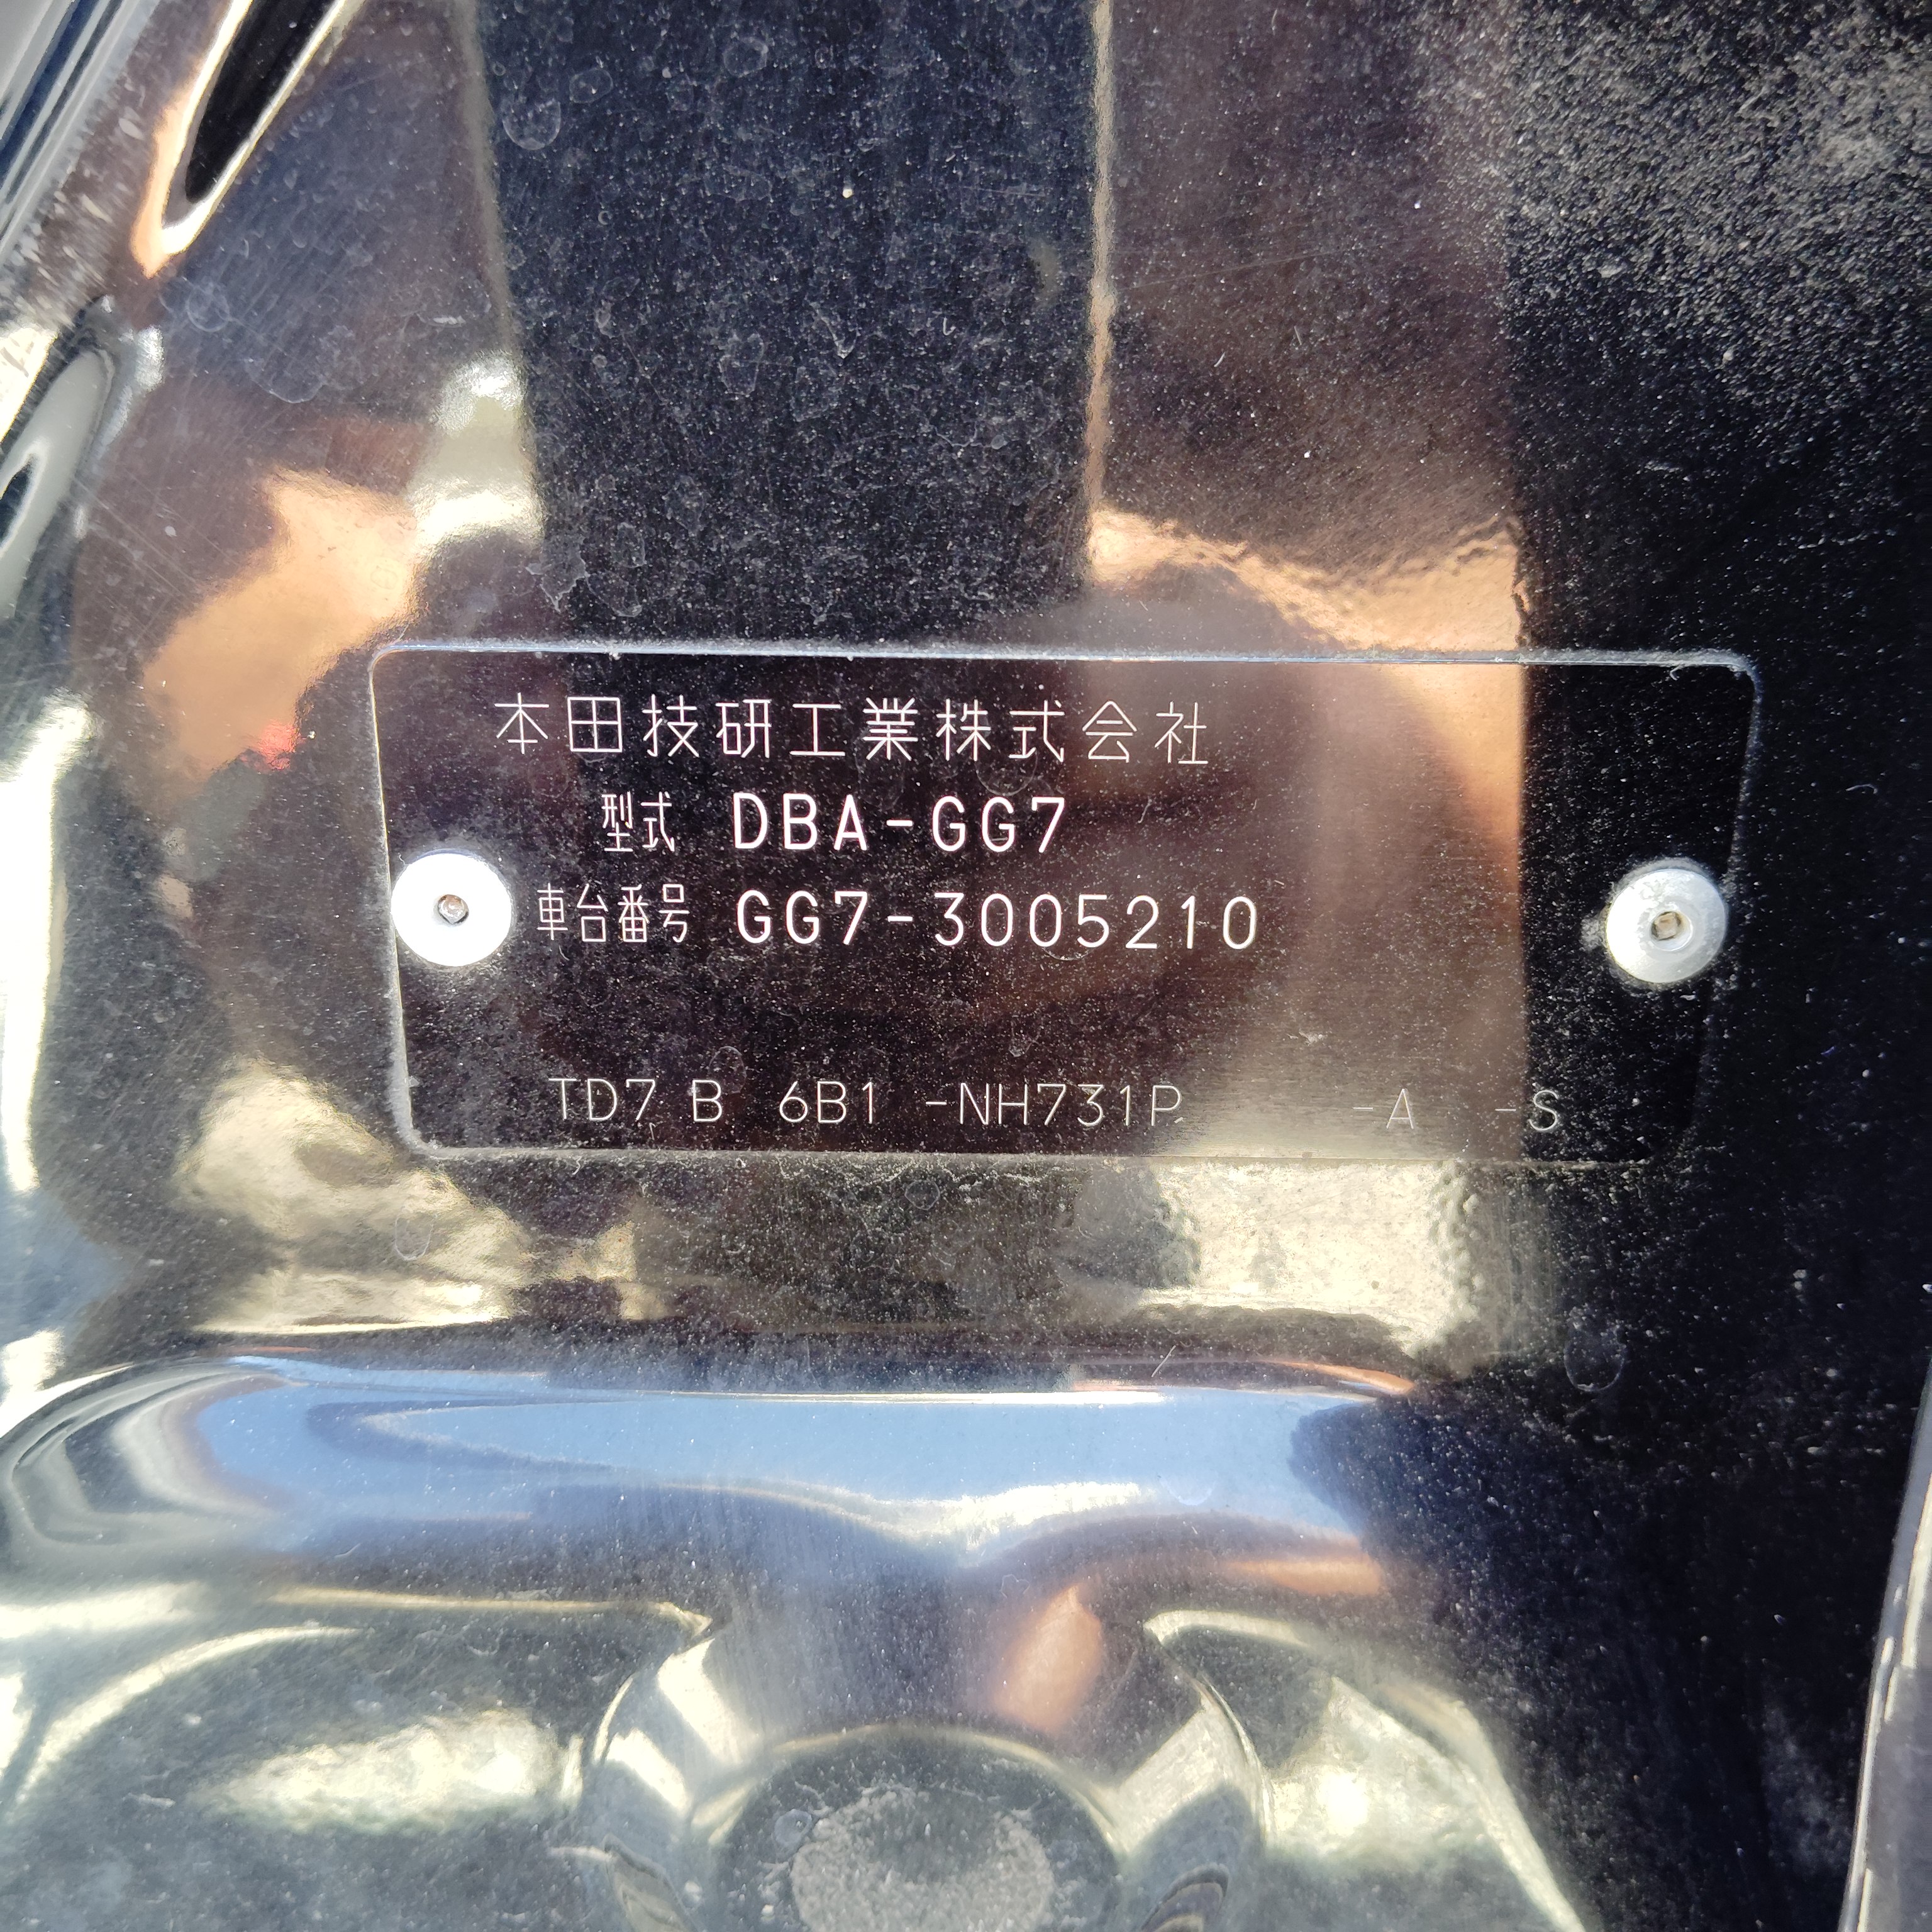 本田技研工業株式会社
型式 DBA-GG7
車台番号 GG7-3005210
TD7 B 6B1 -NH731P -A -S